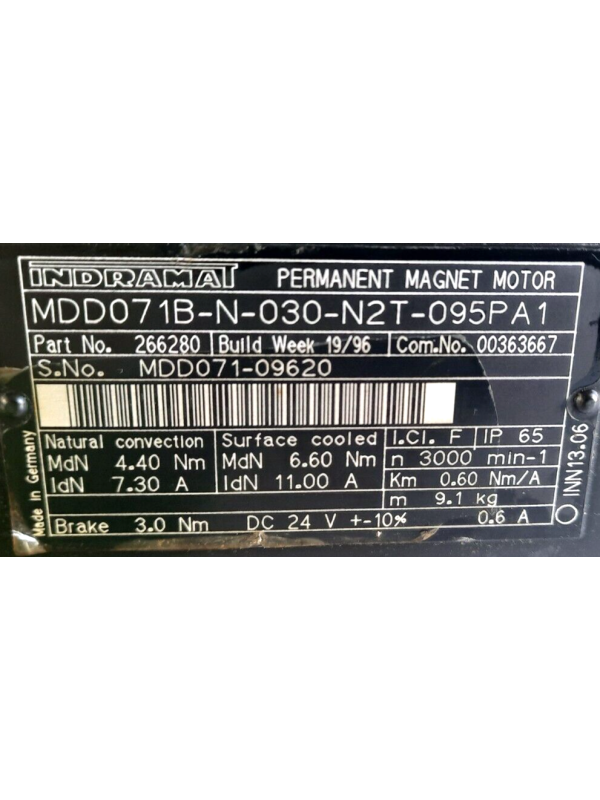 INDRAMAT PERMANENT MAGNET MOTOR
MDD071B-N-030-N2T-095PA1
Part No. 266280 Build Week 19/96 Com.No. 00363667
S.No. MDD071-09620
Natural convection Surface cooled I.Cl. F IP 65
MdN 4.40 Nm MdN 6.60 Nm n 3000 min-1
IdN 7.30 A IdN 11.00 A Km 0.60 Nm/A
m 9.1 kg
Brake 3.0 Nm DC 24 V +-10% 0.6 A
Made in Germany
INN13.06